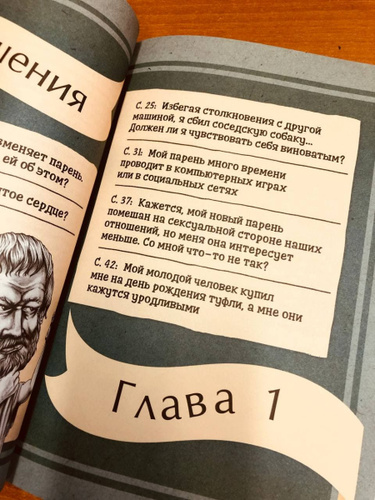 шения
зменяет парень.
ей об этом?
тое сердце?
С. 25: Избегая столкновения с другой
машиной, я сбил соседскую собаку...
Должен ли я чувствовать себя виноватым?
С. 31: Мой парень много времени
проводит в компьютерных играх
или в социальных сетях
С. 37: Кажется, мой новый парень
помешан на сексуальной стороне наших
отношений, но меня она интересует
меньше. Со мной что-то не так?
С. 42: Мой молодой человек купил
мне на день рождения туфли, а мне они
кажутся уродливыми
Глава 1